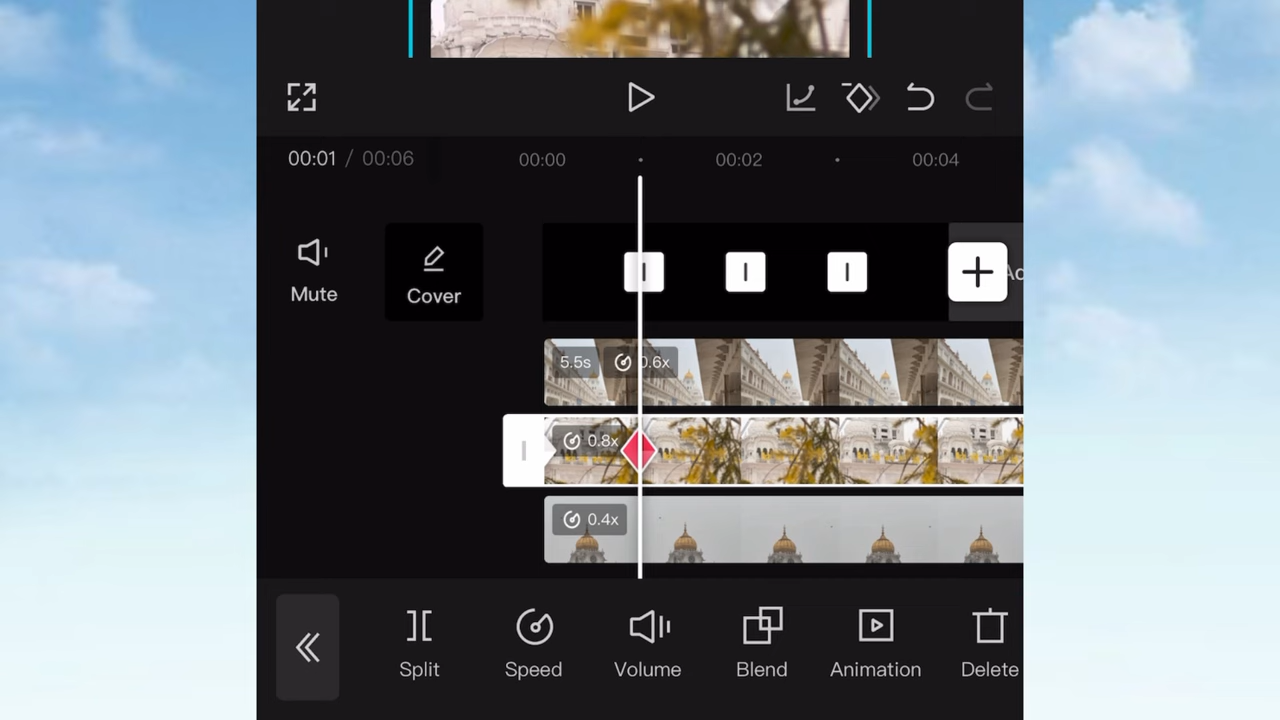 00:01 / 00:06 00:00 00:02 00:04
Mute
Cover
5.5s 0.6x
0.8x
0.4x
Split Speed Volume Blend Animation Delete